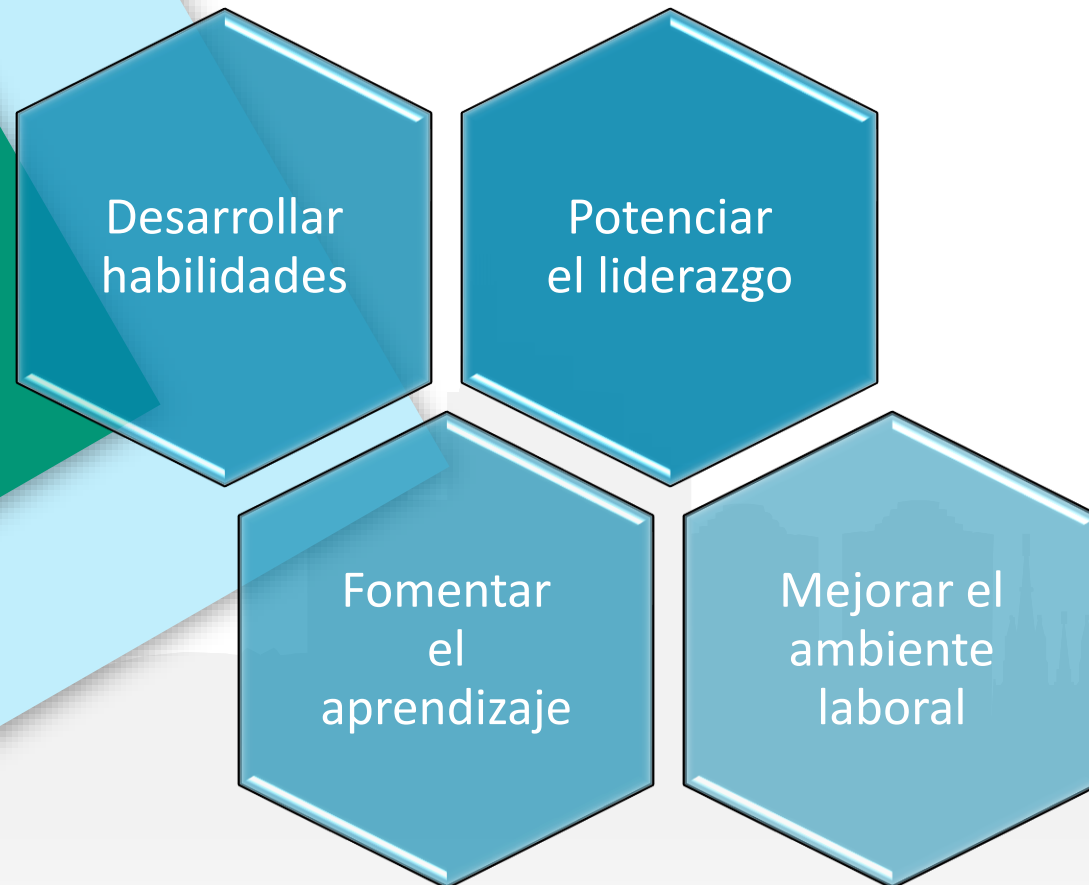 Desarrollar
habilidades
Potenciar
el liderazgo
Fomentar
el
aprendizaje
Mejorar el
ambiente
laboral